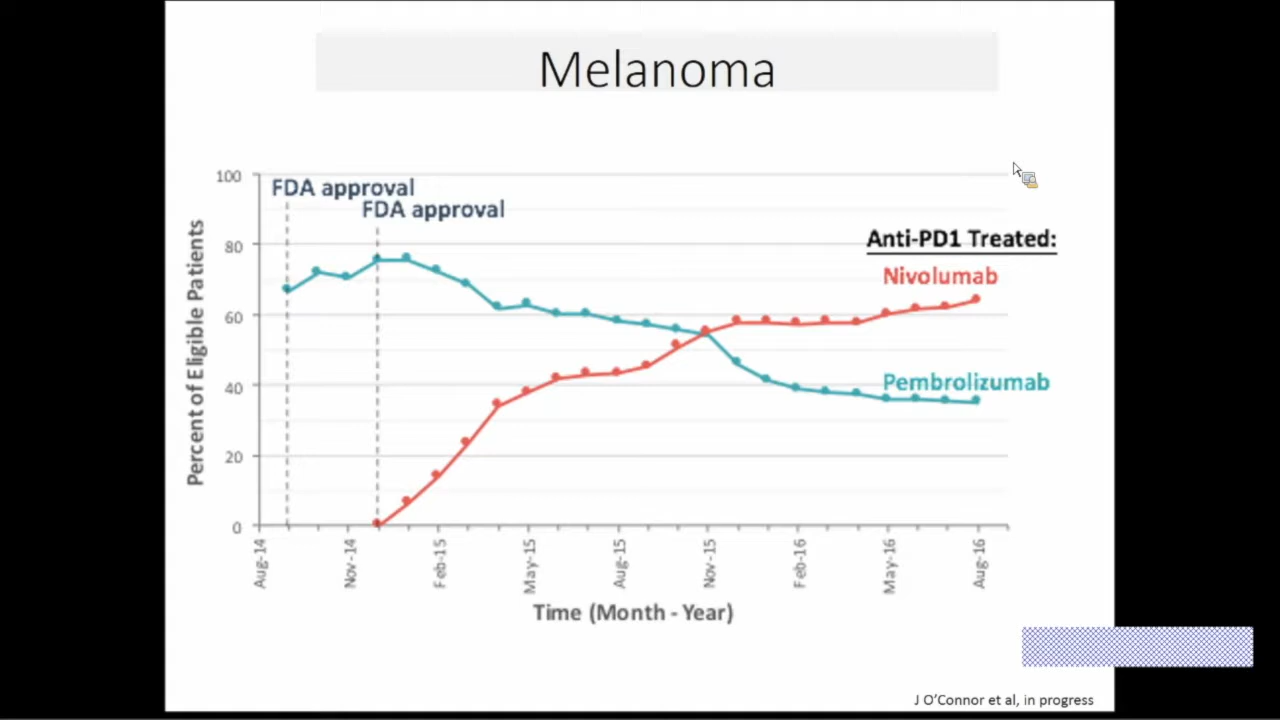 Melanoma
100
80
60
40
20
0
Percent of Eligible Patients
FDA approval
FDA approval
Anti-PD1 Treated:
Nivolumab
Pembrolizumab
Aug-14
Nov-14
Feb-15
May-15
Aug-15
Nov-15
Feb-16
May-16
Aug-16
Time (Month - Year)
J O’Connor et al, in progress